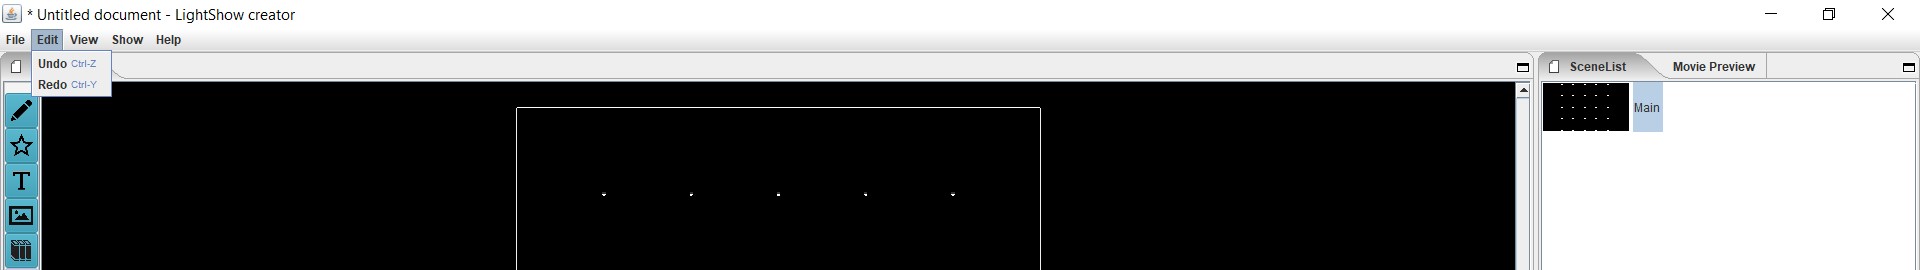 * Untitled document - LightShow creator
File Edit View Show Help
Undo Ctrl-Z
Redo Ctrl-Y
SceneList Movie Preview
Main
T